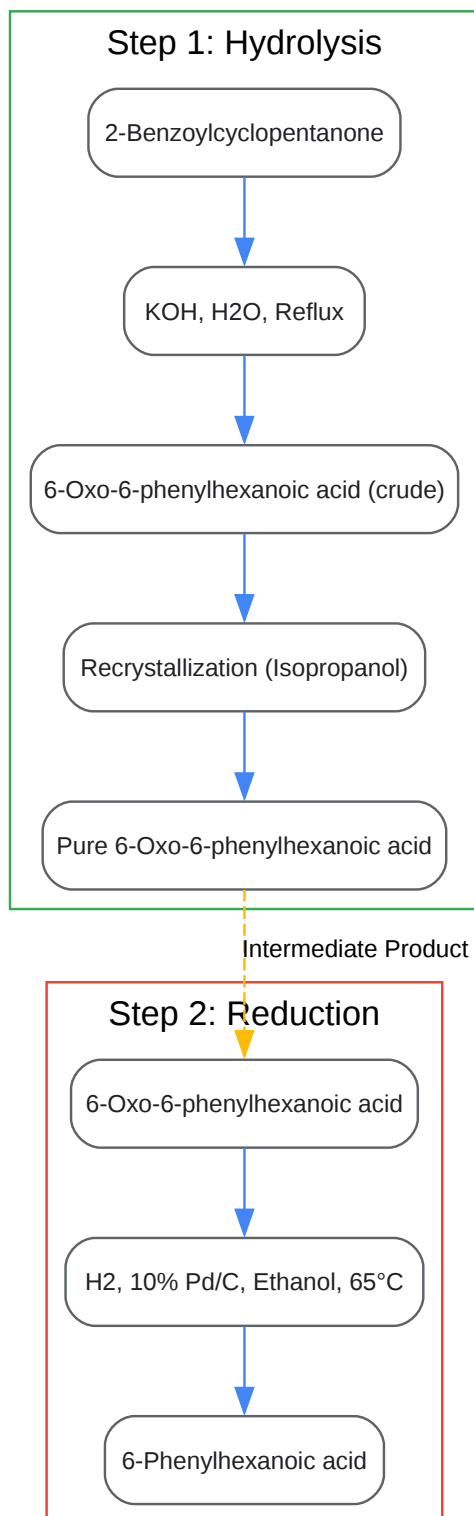 Step 1: Hydrolysis
2-Benzoylcyclopentanone
KOH, H2O, Reflux
6-Oxo-6-phenylhexanoic acid (crude)
Recrystallization (Isopropanol)
Pure 6-Oxo-6-phenylhexanoic acid
Intermediate Product
Step 2: Reduction
6-Oxo-6-phenylhexanoic acid
H2, 10% Pd/C, Ethanol, 65°C
6-Phenylhexanoic acid